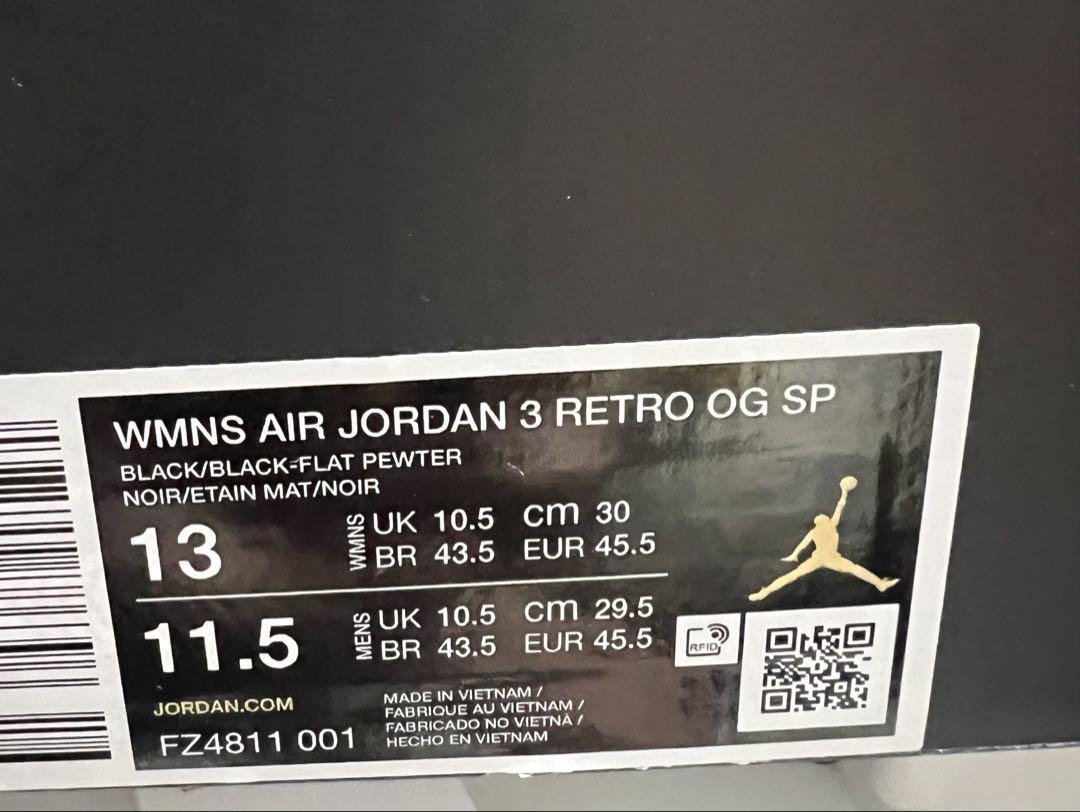 WMNS AIR JORDAN 3 RETRO OG SP
BLACK/BLACK-FLAT PEWTER
NOIR/ETAIN MAT/NOIR
13 WMNS UK 10.5 cm 30
BR 43.5 EUR 45.5
11.5 MENS UK 10.5 cm 29.5
BR 43.5 EUR 45.5
RFID
JORDAN.COM
FZ4811 001
MADE IN VIETNAM /
FABRIQUE AU VIETNAM /
FABRICADO NO VIETNÃ /
HECHO EN VIETNAM